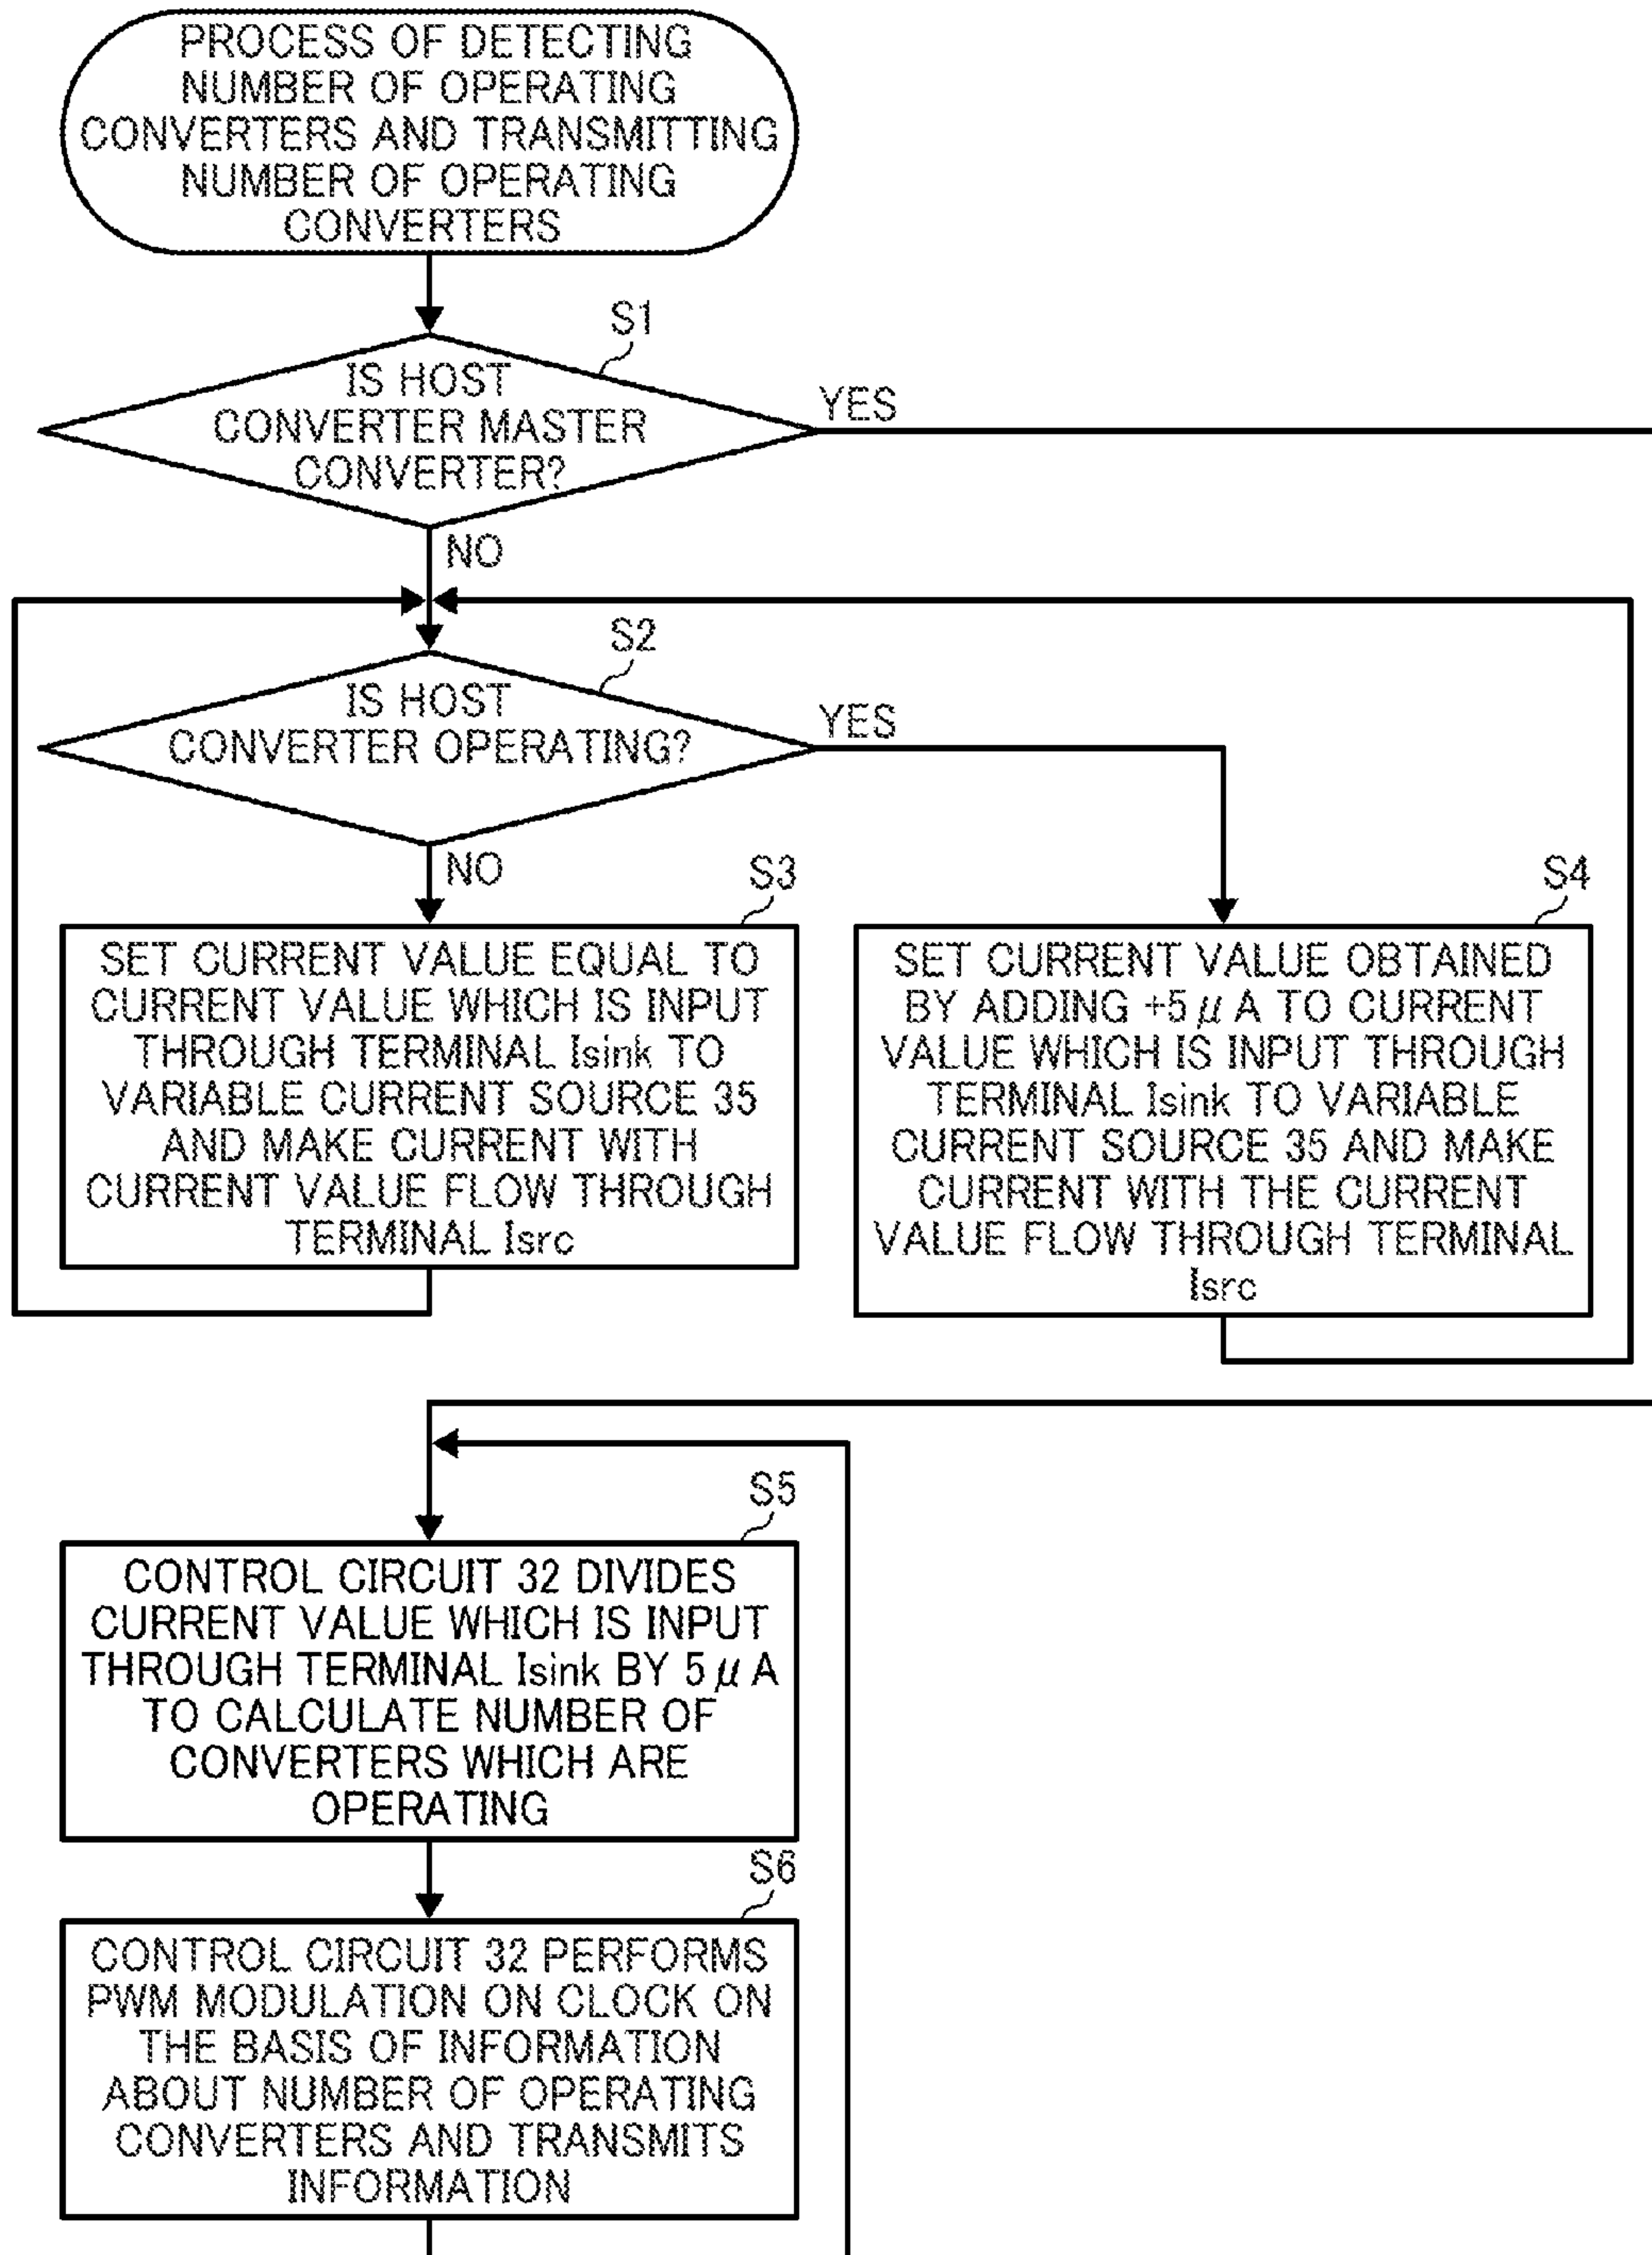 PROCESS OF DETECTING
NUMBER OF OPERATING
CONVERTERS AND TRANSMITTING
NUMBER OF OPERATING
CONVERTERS
S1
IS HOST
CONVERTER MASTER
CONVERTER?
YES
NO
S2
IS HOST
CONVERTER OPERATING?
YES
NO
S3
SET CURRENT VALUE EQUAL TO
CURRENT VALUE WHICH IS INPUT
THROUGH TERMINAL Isink TO
VARIABLE CURRENT SOURCE 35
AND MAKE CURRENT WITH
CURRENT VALUE FLOW THROUGH
TERMINAL Isrc
S4
SET CURRENT VALUE OBTAINED
BY ADDING +5μA TO CURRENT
VALUE WHICH IS INPUT THROUGH
TERMINAL Isink TO VARIABLE
CURRENT SOURCE 35 AND MAKE
CURRENT WITH THE CURRENT
VALUE FLOW THROUGH TERMINAL
Isrc
S5
CONTROL CIRCUIT 32 DIVIDES
CURRENT VALUE WHICH IS INPUT
THROUGH TERMINAL Isink BY 5μA
TO CALCULATE NUMBER OF
CONVERTERS WHICH ARE
OPERATING
S6
CONTROL CIRCUIT 32 PERFORMS
PWM MODULATION ON CLOCK ON
THE BASIS OF INFORMATION
ABOUT NUMBER OF OPERATING
CONVERTERS AND TRANSMITS
INFORMATION